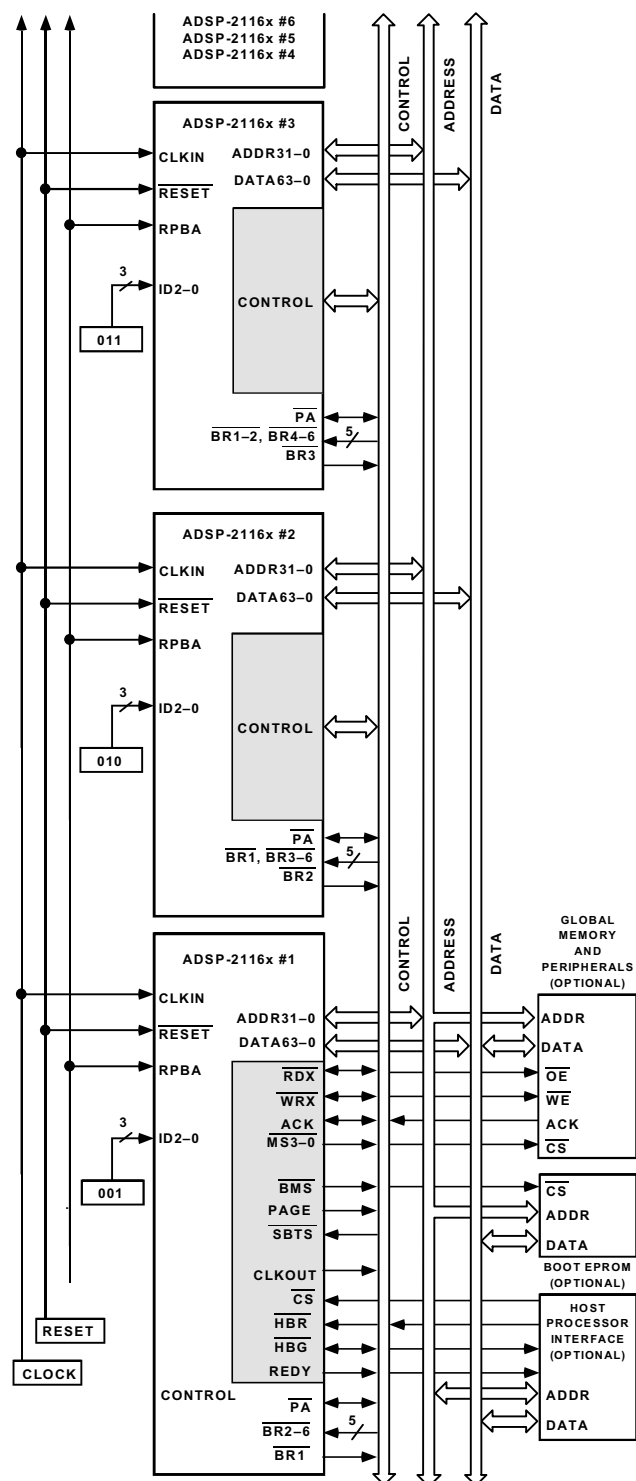 ADSP-2116x #6
ADSP-2116x #5
ADSP-2116x #4
CONTROL
ADDRESS
DATA
ADSP-2116x #3
CLKIN
ADDR31–0
RESET
DATA63–0
RPBA
3
ID2–0
CONTROL
011
PA
BR1–2, BR4–6
5
BR3
ADSP-2116x #2
CLKIN
ADDR31–0
RESET
DATA63–0
RPBA
3
ID2–0
CONTROL
010
PA
BR1, BR3–6
5
BR2
CONTROL
ADDRESS
DATA
GLOBAL
MEMORY
AND
PERIPHERALS
(OPTIONAL)
ADSP-2116x #1
CLKIN
ADDR31–0
ADDR
RESET
DATA63–0
DATA
RPBA
RDX
OE
WRX
WE
3
ID2–0
ACK
ACK
MS3–0
CS
001
BMS
CS
PAGE
ADDR
SBTS
DATA
BOOT EPROM
(OPTIONAL)
CLKOUT
CS
HOST
PROCESSOR
INTERFACE
(OPTIONAL)
HBR
RESET
HBG
REDY
CLOCK
CONTROL
ADDR
PA
BR2–6
5
DATA
BR1